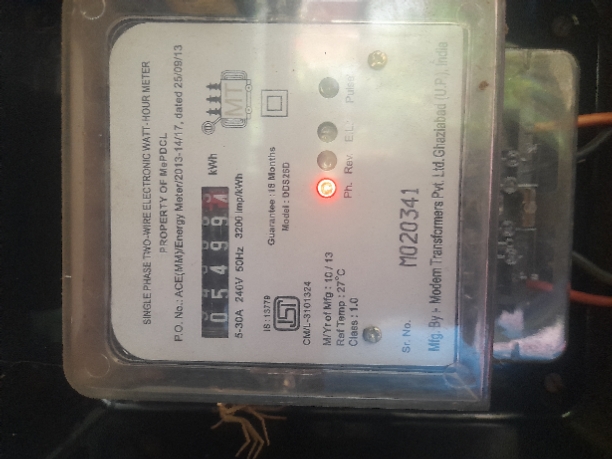 SINGLE PHASE TWO-WIRE ELECTRONIC WATT-HOUR METER
PROPERTY OF MePDCL
P.O. No.: ACE(MM)/Energy Meter/2013-14/17, dated 25/09/13
05499 kWh
MT
5-30A 240V 50Hz 3200 imp/kWh
IS:13779
CM/L-3101324
Guarantee :18 Months
Model : DDS26D
M/Yr of Mfg : 10 / 13
Ref Temp : 27°C
Class : 1.0
Ph. Rev. E.L. Pulse
Sr. No. M020341
Mfg. By :- Modern Transformers Pvt. Ltd. Ghaziabad (U.P.), India